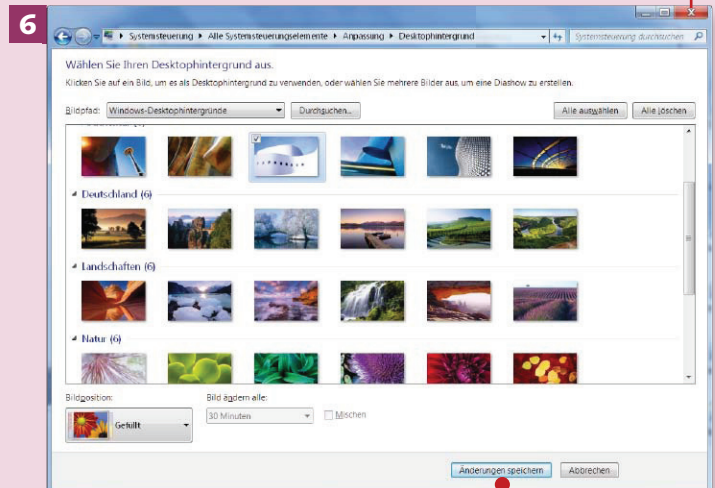 6
Systemsteuerung ▸ Alle Systemsteuerungselemente ▸ Anpassung ▸ Desktophintergrund
Systemsteuerung durchsuchen
Wählen Sie Ihren Desktophintergrund aus.
Klicken Sie auf ein Bild, um es als Desktophintergrund zu verwenden, oder wählen Sie mehrere Bilder aus, um eine Diashow zu erstellen.
Bildpfad: Windows-Desktophintergründe Durchsuchen... Alle auswählen Alle löschen
Deutschland (6)
Landschaften (6)
Natur (6)
Bildposition: Bild ändern alle:
Gefüllt 30 Minuten Mischen
Änderungen speichern Abbrechen